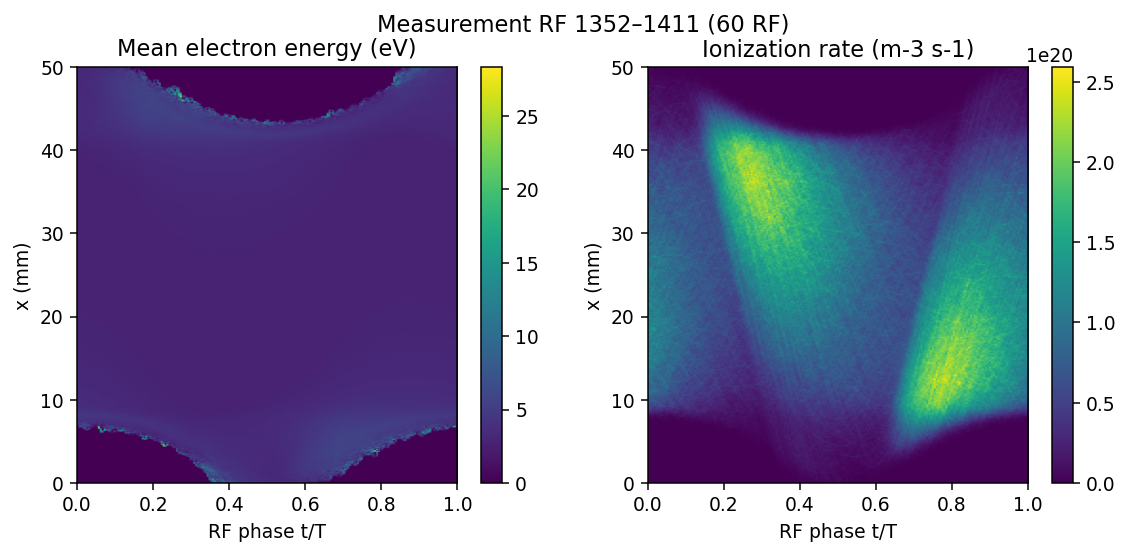 Measurement RF 1352–1411 (60 RF)
Mean electron energy (eV)
Ionization rate (m-3 s-1)
1e20
50
40
30
20
10
0
x (mm)
0.0 0.2 0.4 0.6 0.8 1.0
RF phase t/T
25
20
15
10
5
0
50
40
30
20
10
0
x (mm)
0.0 0.2 0.4 0.6 0.8 1.0
RF phase t/T
2.5
2.0
1.5
1.0
0.5
0.0